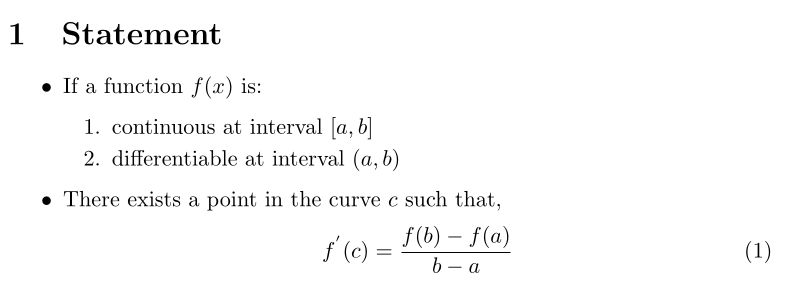 1 Statement
• If a function f(x) is:
1. continuous at interval [a, b]
2. differentiable at interval (a, b)
• There exists a point in the curve c such that,
f′(c) = \frac{f(b) − f(a)}{b − a} (1)